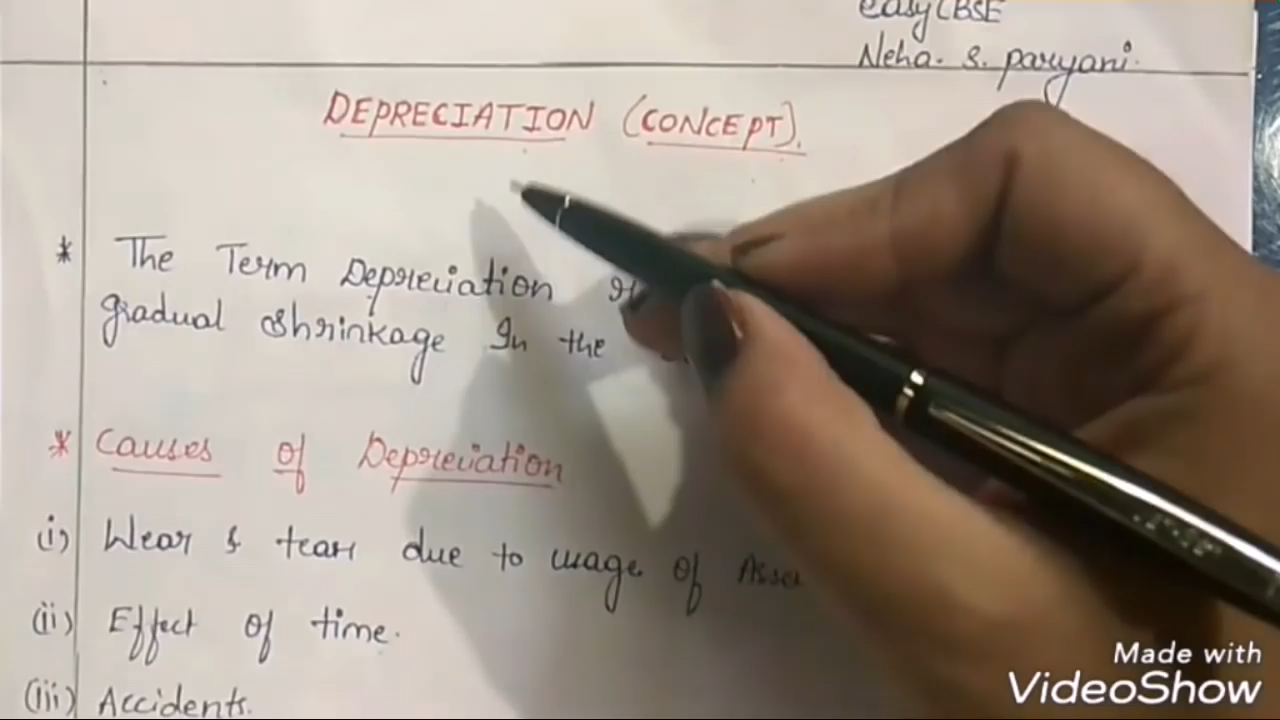 easyCBSE
Neha. S. paryani.
DEPRECIATION (CONCEPT).
* The Term Depreciation
gradual Shrinkage In the
* Causes of Depreciation
(i) Wear & tear due to usage of
(ii) Effect of time.
(iii) Accidents.
Made with
VideoShow